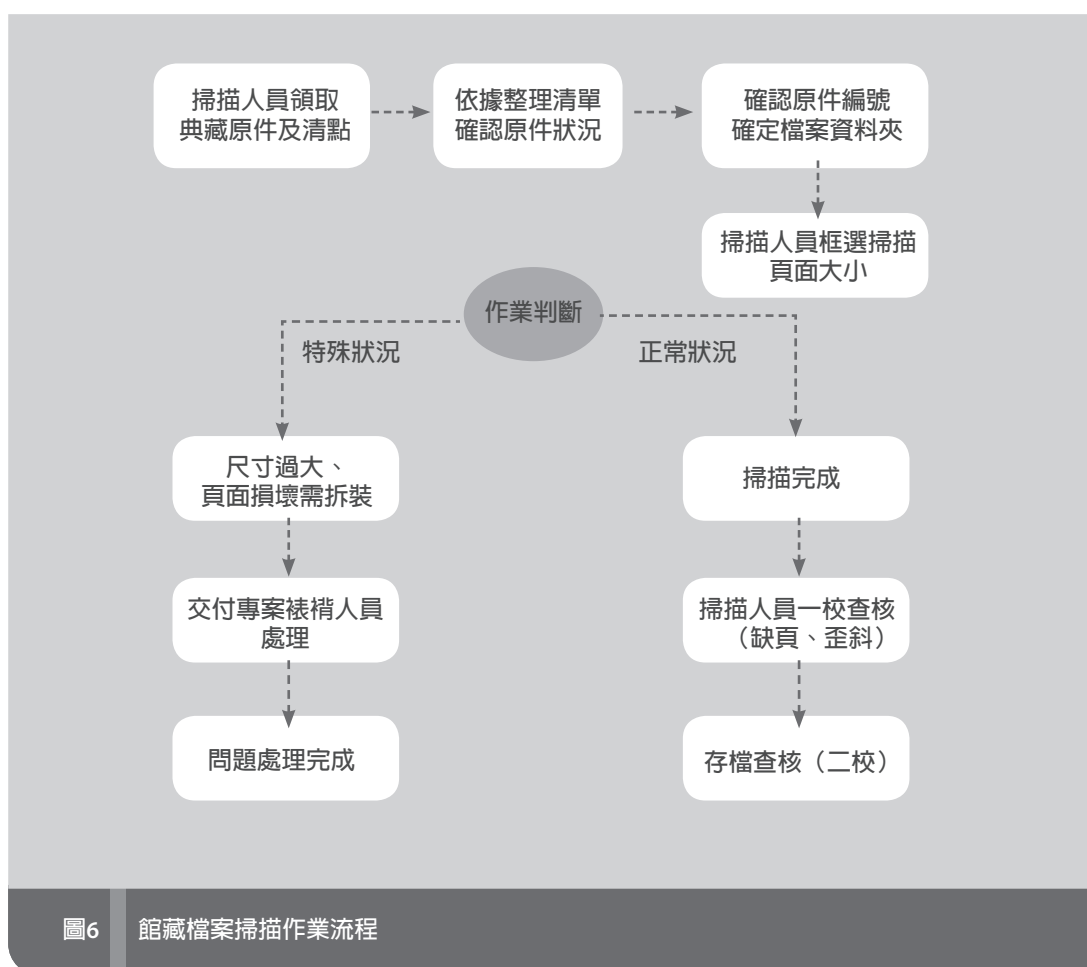 掃描人員領取
典藏原件及清點
依據整理清單
確認原件狀況
確認原件編號
確定檔案資料夾
掃描人員框選掃描
頁面大小
作業判斷
特殊狀況
正常狀況
尺寸過大、
頁面損壞需拆裝
掃描完成
交付專案裱褙人員
處理
掃描人員一校查核
（缺頁、歪斜）
問題處理完成
存檔查核（二校）
圖6 館藏檔案掃描作業流程